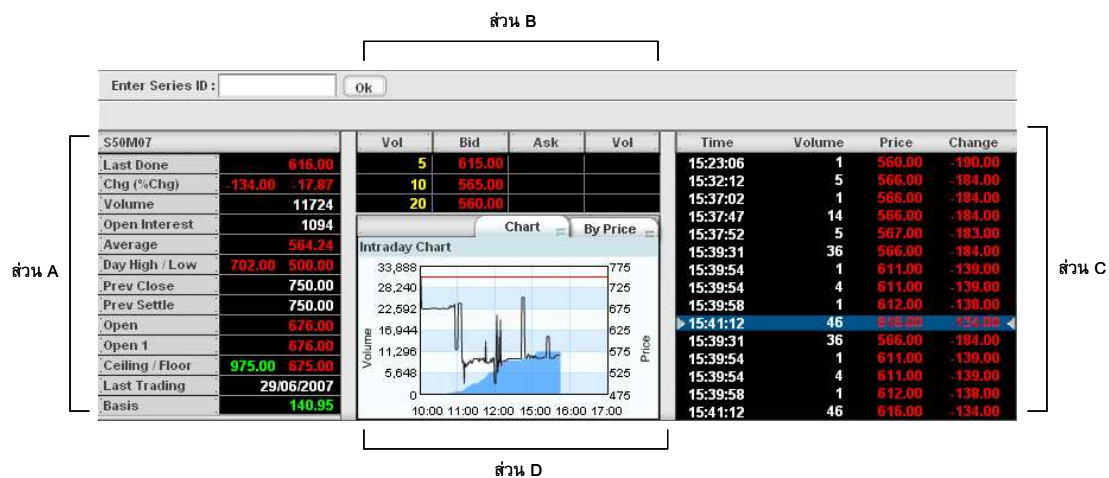 ส่วน B
Enter Series ID : Ok
ส่วน A
S50M07
Last Done 616.00
Chg (%Chg) -134.00 -17.87
Volume 11724
Open Interest 1094
Average 564.24
Day High / Low 702.00 500.00
Prev Close 750.00
Prev Settle 750.00
Open 676.00
Open 1 676.00
Ceiling / Floor 975.00 675.00
Last Trading 29/06/2007
Basis 140.95
Vol Bid Ask Vol
5 615.00
10 565.00
20 560.00
Chart By Price
Intraday Chart
Volume
33,888
28,240
22,592
16,944
11,296
5,648
0
775
725
675
625
575
525
475
Price
10:00 11:00 12:00 15:00 16:00 17:00
ส่วน D
Time Volume Price Change
15:23:06 1 560.00 -190.00
15:32:12 5 566.00 -184.00
15:37:02 1 566.00 -184.00
15:37:47 14 566.00 -184.00
15:37:52 5 567.00 -183.00
15:39:31 36 566.00 -184.00
15:39:54 1 611.00 -139.00
15:39:54 4 611.00 -139.00
15:39:58 1 612.00 -138.00
15:41:12 46 616.00 -134.00
15:39:31 36 566.00 -184.00
15:39:54 1 611.00 -139.00
15:39:54 4 611.00 -139.00
15:39:58 1 612.00 -138.00
15:41:12 46 616.00 -134.00
ส่วน C